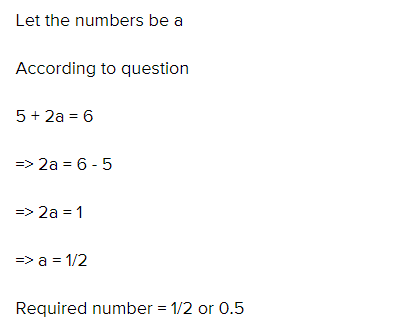 Let the numbers be a
According to question
5 + 2a = 6
=> 2a = 6 - 5
=> 2a = 1
=> a = 1/2
Required number = 1/2 or 0.5